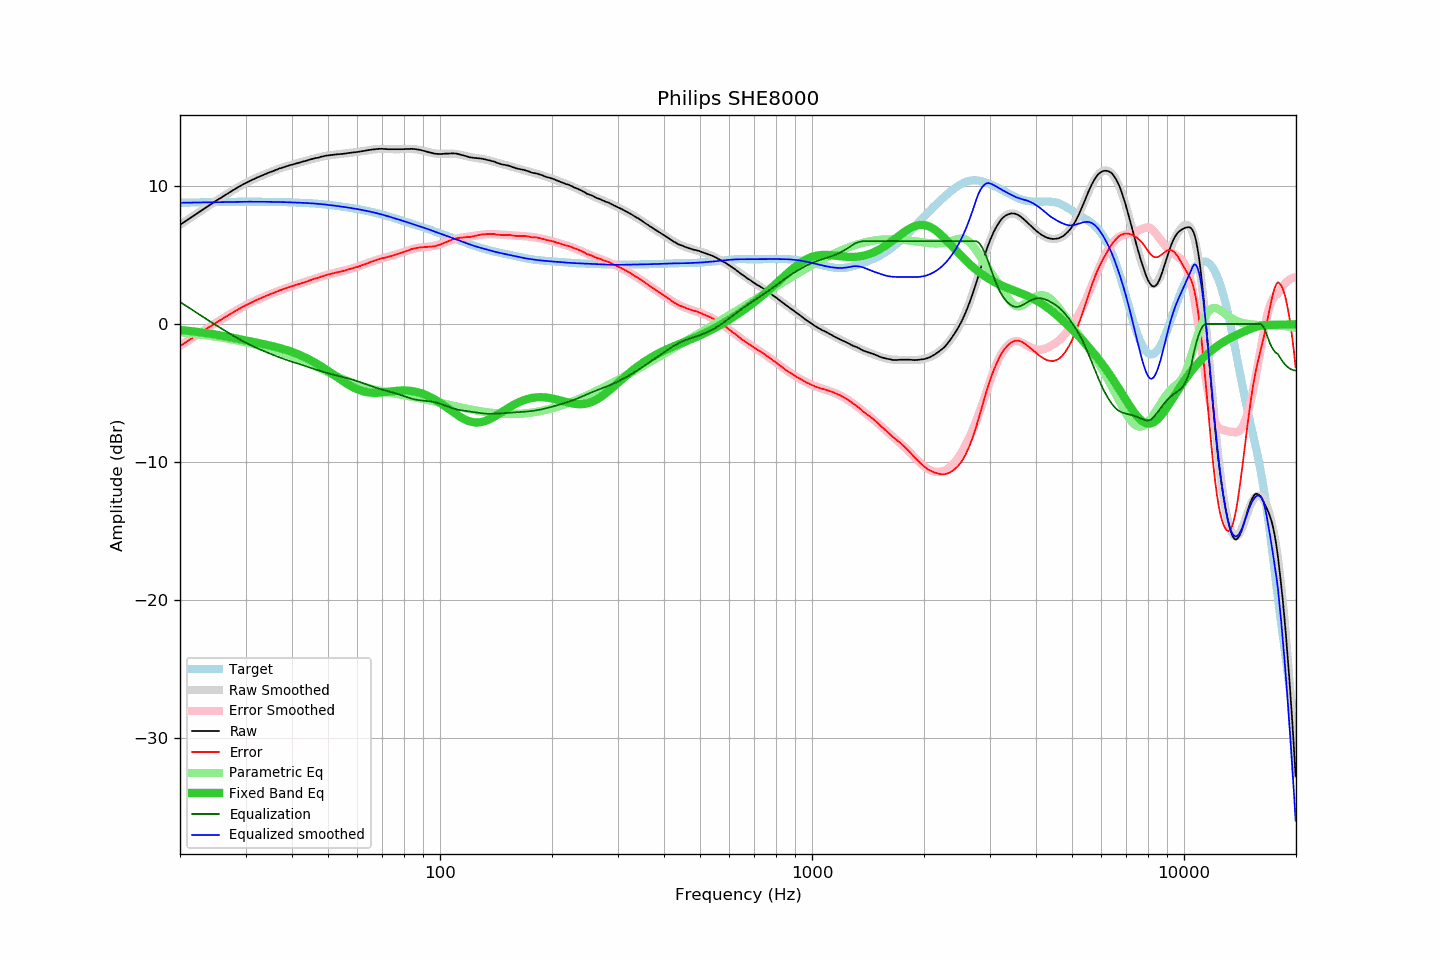 Philips SHE8000
10
0
−10
−20
−30
Amplitude (dBr)
Target
Raw Smoothed
Error Smoothed
Raw
Error
Parametric Eq
Fixed Band Eq
Equalization
Equalized smoothed
100
1000
10000
Frequency (Hz)